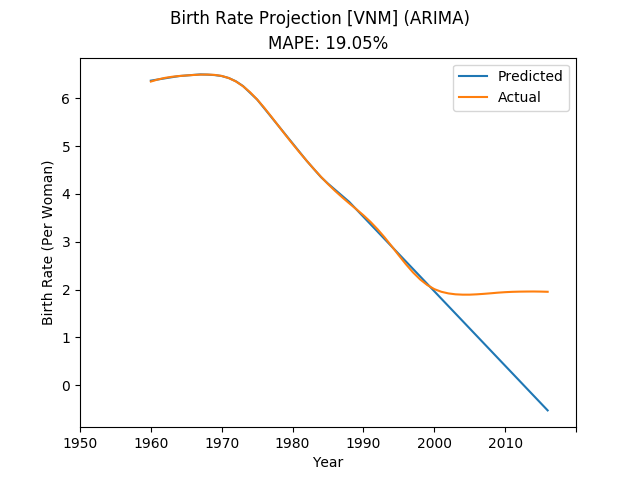 Birth Rate Projection [VNM] (ARIMA)
MAPE: 19.05%
Predicted
Actual
Birth Rate (Per Woman)
6
5
4
3
2
1
0
1950 1960 1970 1980 1990 2000 2010
Year